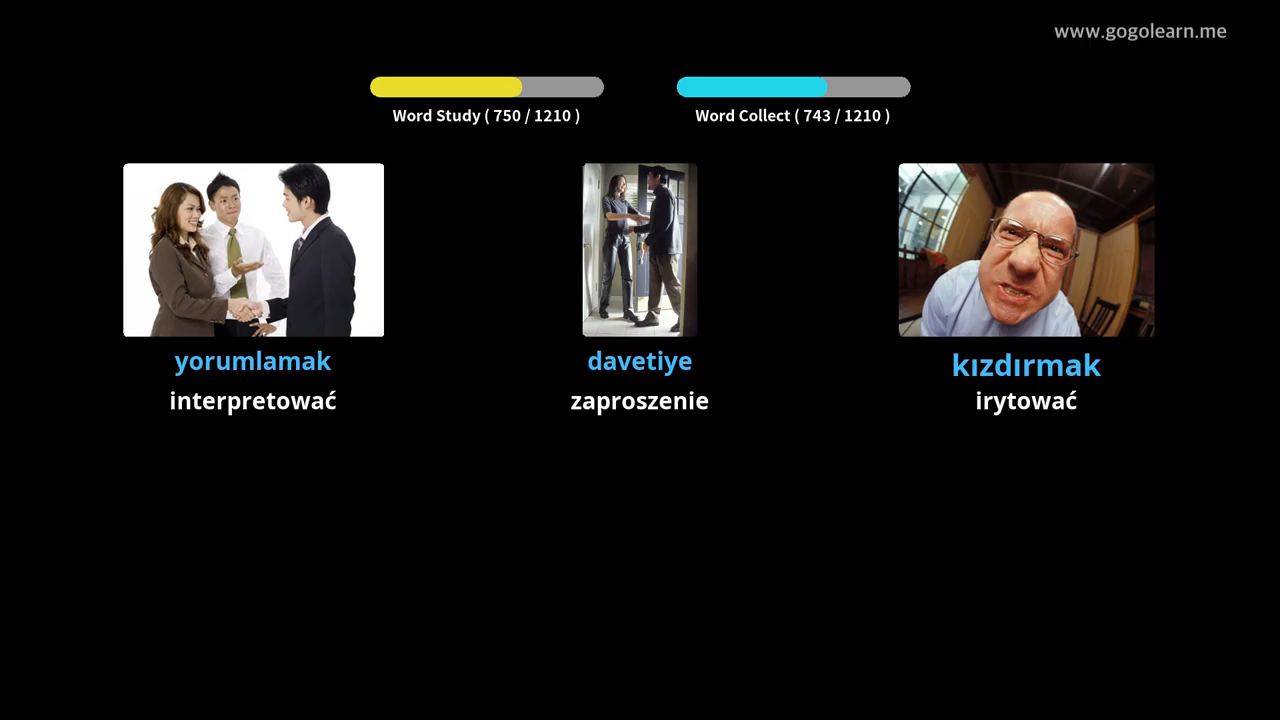 www.gogolearn.me
Word Study ( 750 / 1210 )
Word Collect ( 743 / 1210 )
yorumlamak
interpretować
davetiye
zaproszenie
kızdırmak
irytować